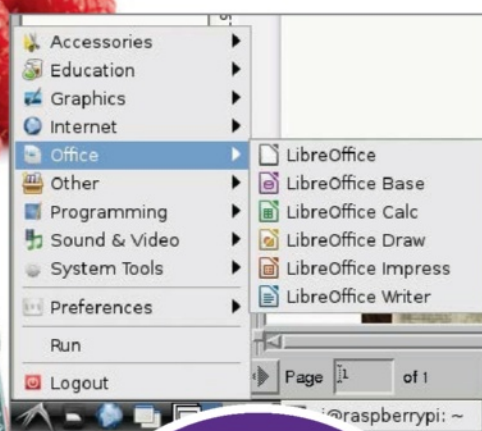 Accessories
Education
Graphics
Internet
Office
Other
Programming
Sound & Video
System Tools
Preferences
Run
Logout
LibreOffice
LibreOffice Base
LibreOffice Calc
LibreOffice Draw
LibreOffice Impress
LibreOffice Writer
Page 1 of 1
i@raspberrypi: ~